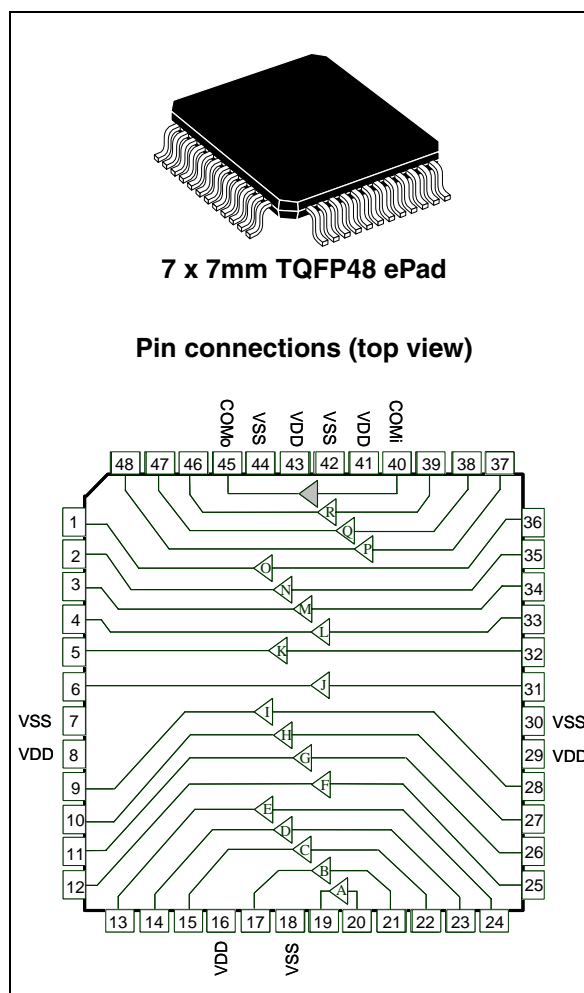 7 x 7mm TQFP48 ePad
Pin connections (top view)
COMo VSS VDD VSS VDD COMi
48 47 46 45 44 43 42 41 40 39 38 37
R
Q
P
1 36
O
2 35
N
3 34
M
4 33
L
5 K 32
6 J 31
VSS 7 I 30 VSS
H
VDD 8 29 VDD
G
9 F 28
E
10 D 27
C
11 B 26
12 A 25
13 14 15 16 17 18 19 20 21 22 23 24
VDD VSS